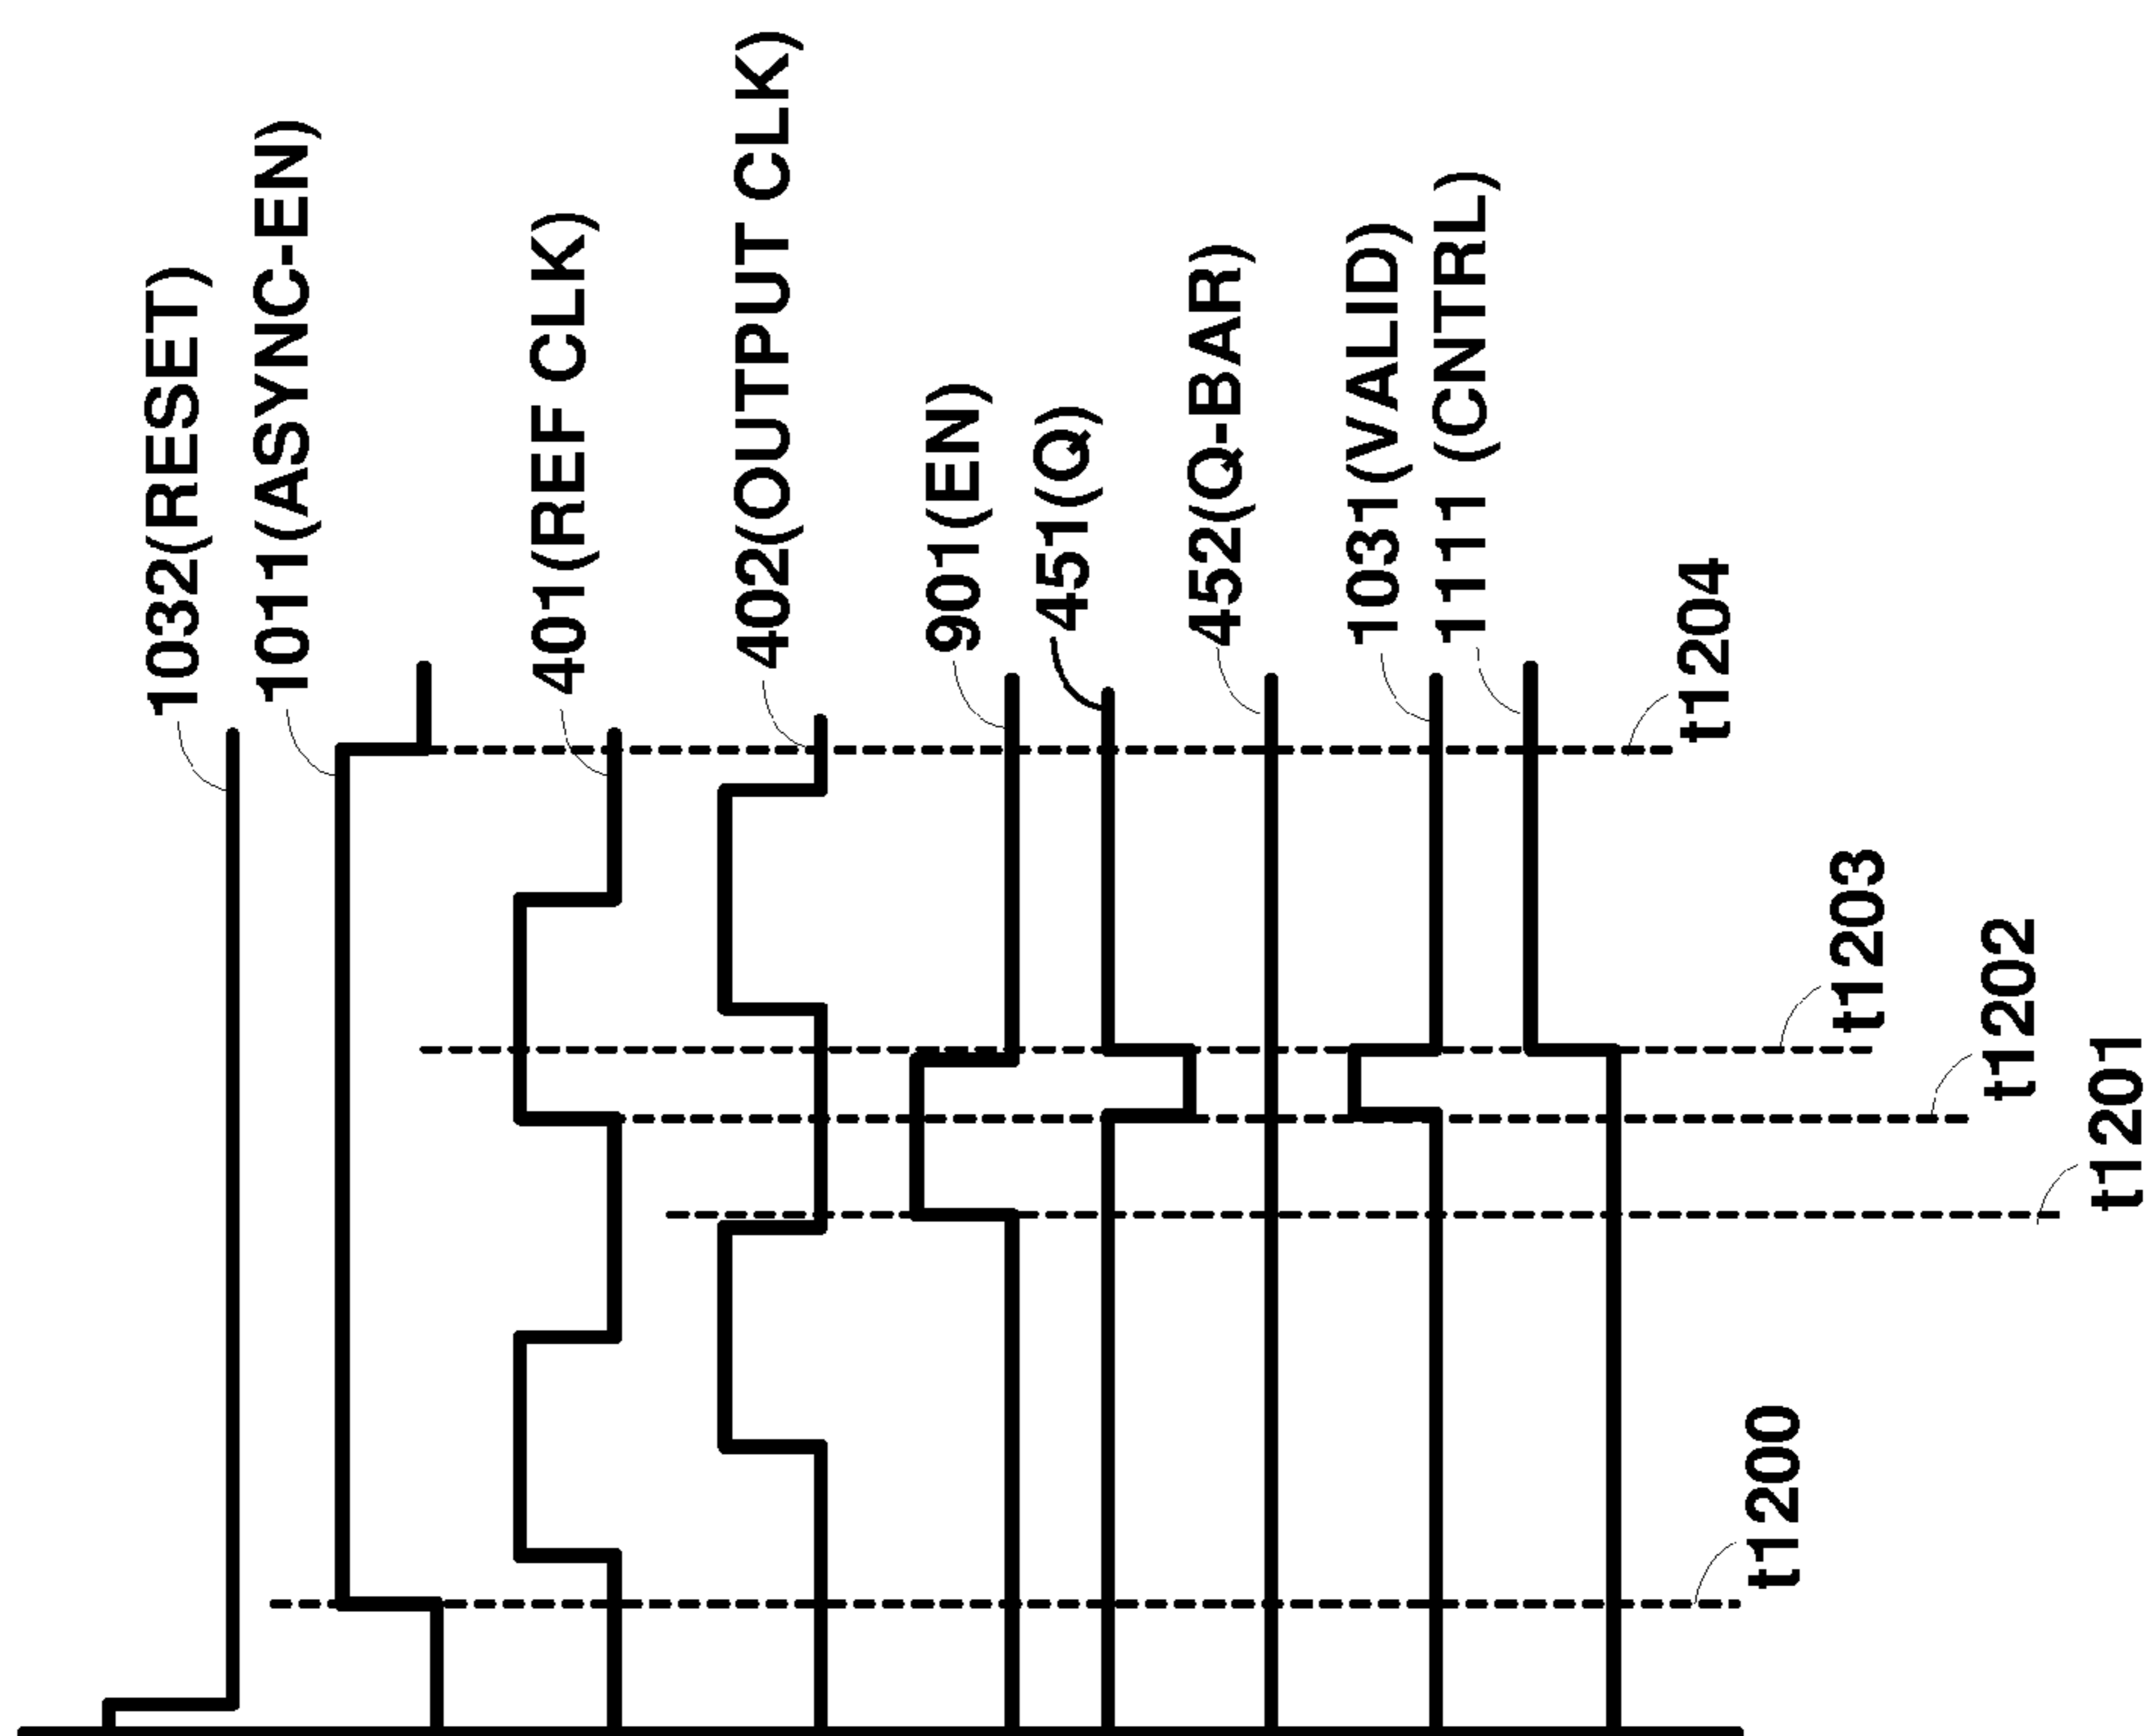 1032(RESET)
1011(ASYNC-EN)
401(REF CLK)
402(OUTPUT CLK)
901(EN)
451(Q)
452(Q-BAR)
1031(VALID)
1111 (CNTRL)
t1200
t1201
t1202
t1203
t1204